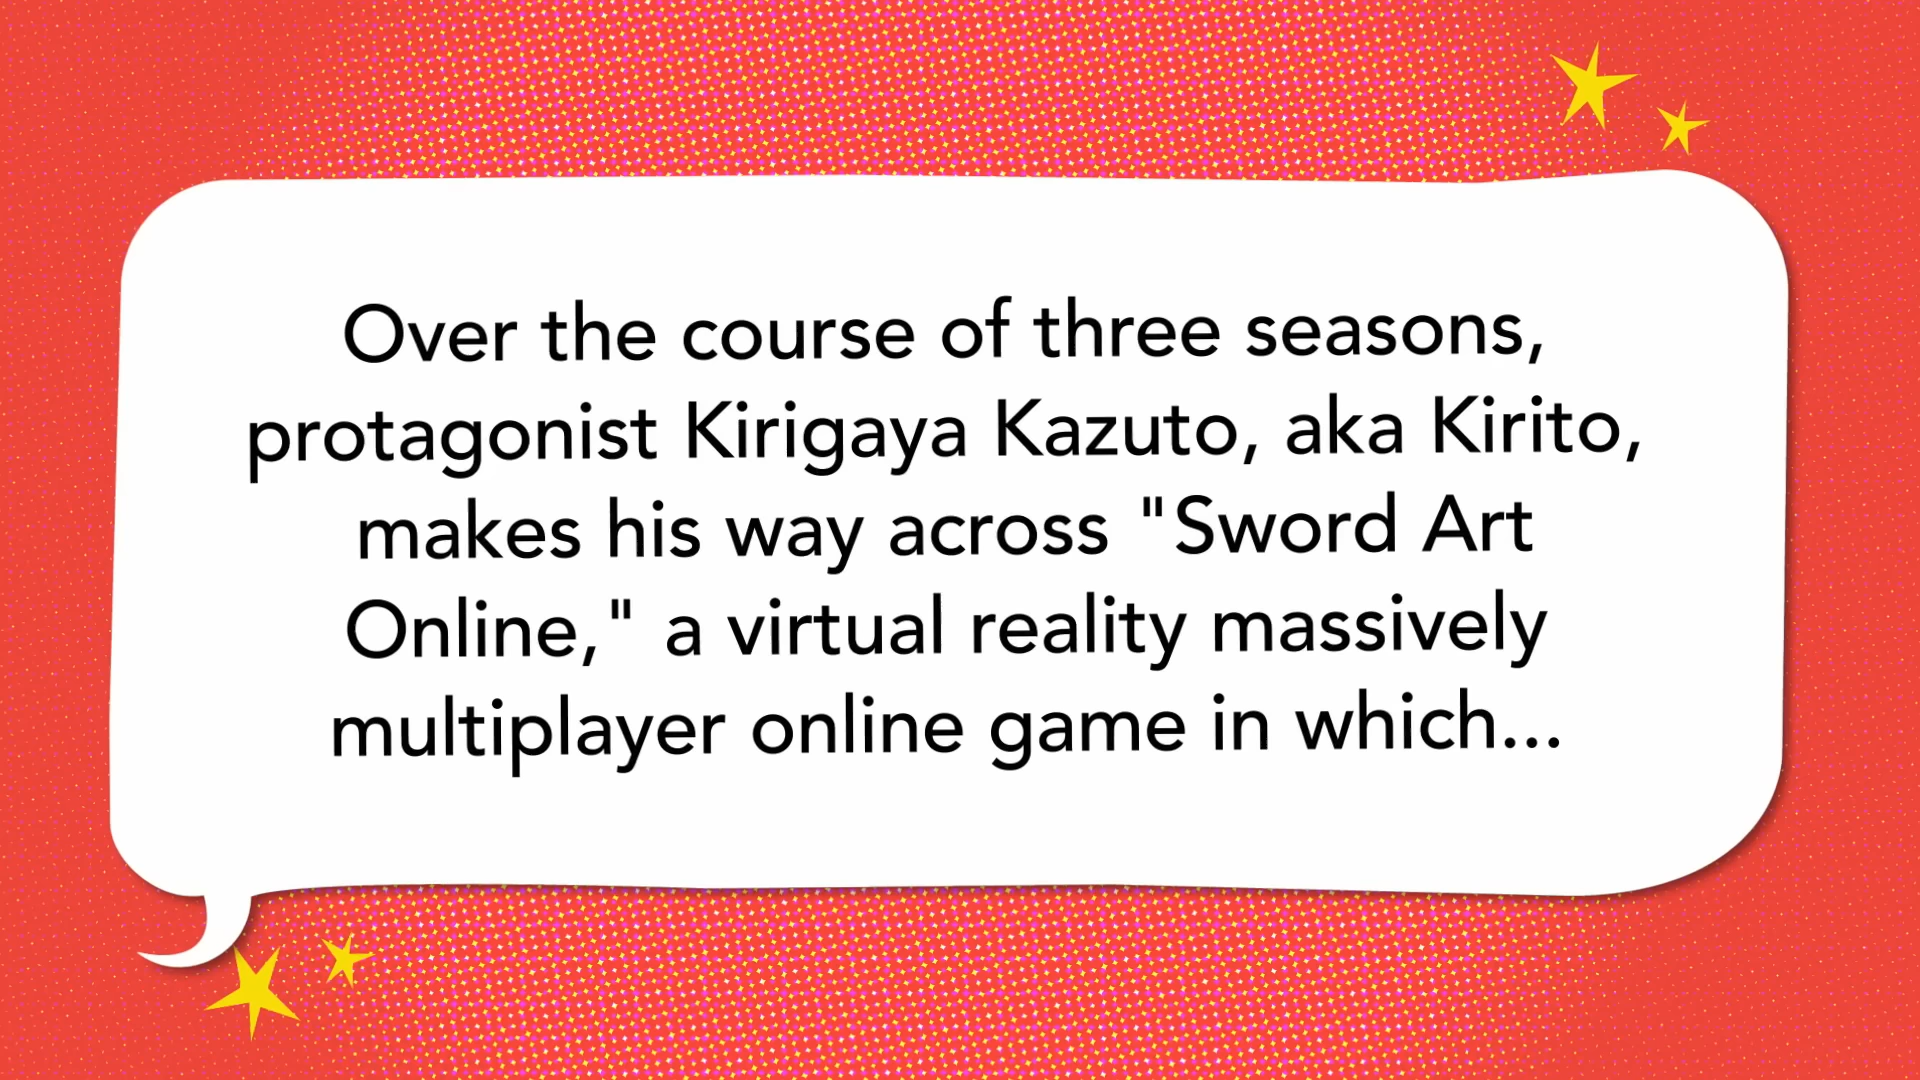 Over the course of three seasons,
protagonist Kirigaya Kazuto, aka Kirito,
makes his way across "Sword Art
Online," a virtual reality massively
multiplayer online game in which...